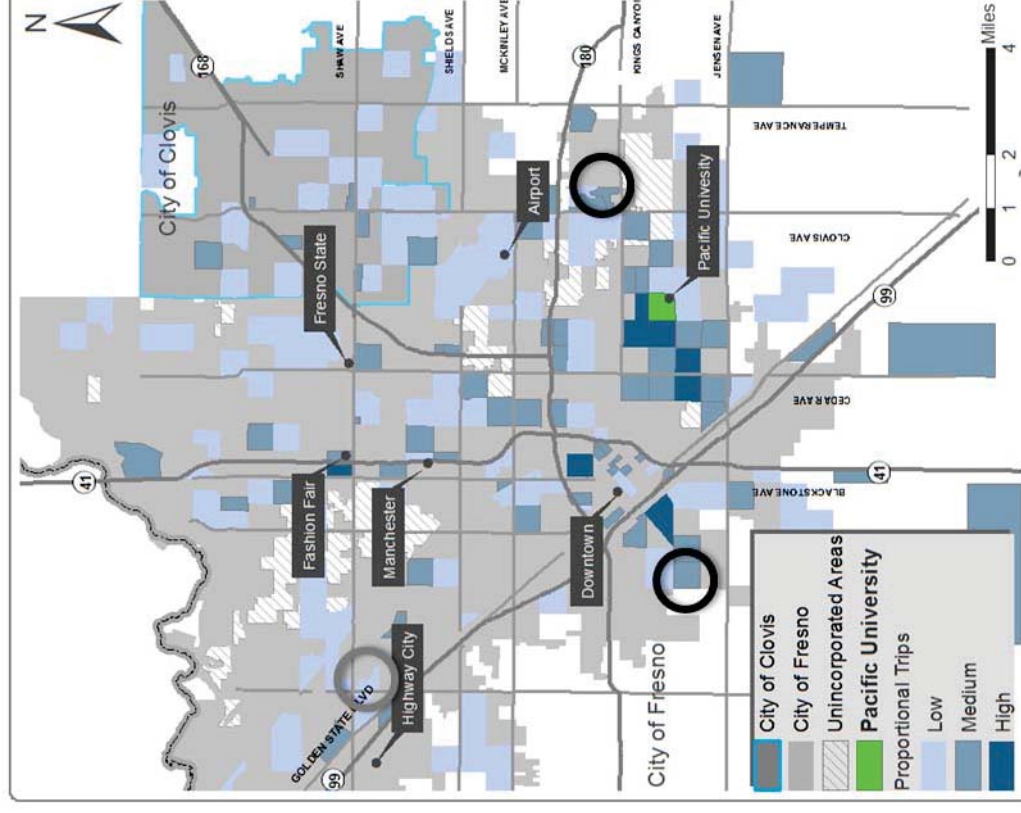 N
168
City of Clovis
SHAW AVE
SHIELDS AVE
MCKINLEY AVE
180
KINGS CANYON
JENSEN AVE
TEMPERANCE AVE
Fresno State
Airport
Pacific Univesity
CLOVIS AVE
99
CEDAR AVE
41
Fashion Fair
Manchester
Downtown
BLACKSTONE AVE
41
Highway City
GOLDEN STATE BLVD
99
City of Fresno
City of Clovis
City of Fresno
Unincorporated Areas
Pacific University
Proportional Trips
Low
Medium
High
0 1 2 4
Miles